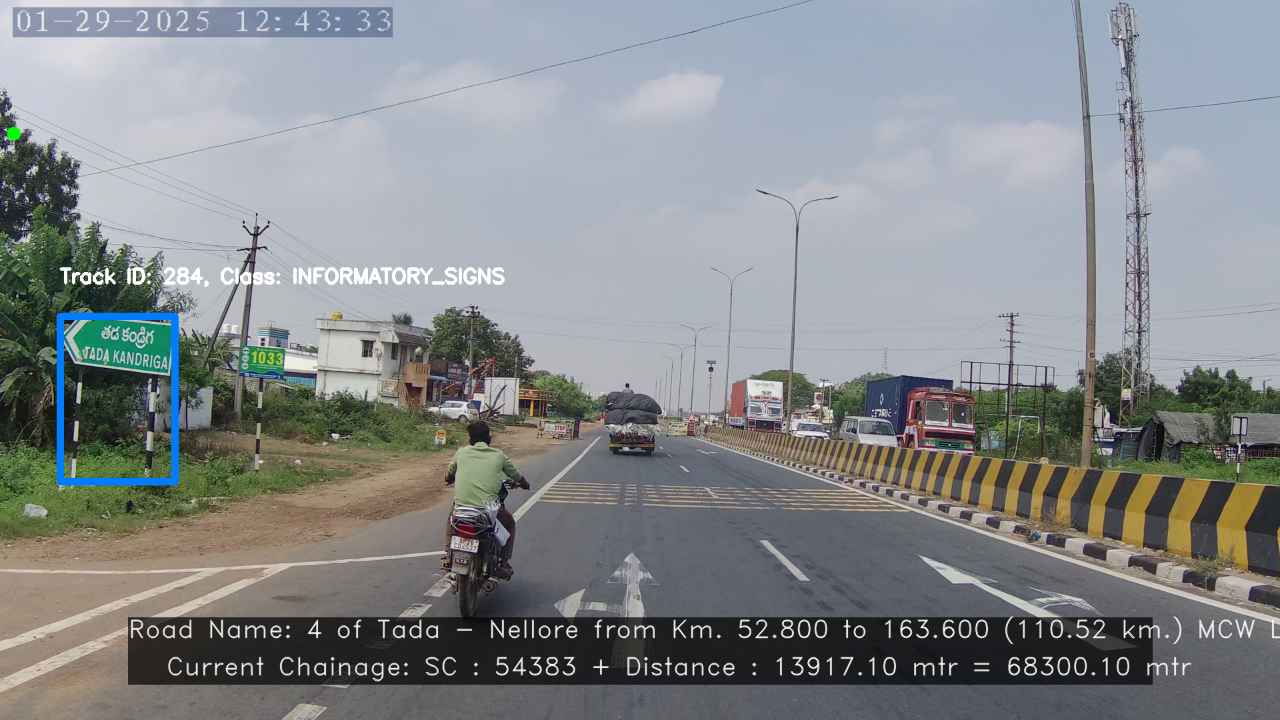 01-29-2025 12:43:33
Track ID: 284, Class: INFORMATORY_SIGNS
తడ కండ్రిగ
TADA KANDRIGA
1033
Road Name: 4 of Tada - Nellore from Km. 52.800 to 163.600 (110.52 km.) MCW L
Current Chainage: SC : 54383 + Distance : 13917.10 mtr = 68300.10 mtr